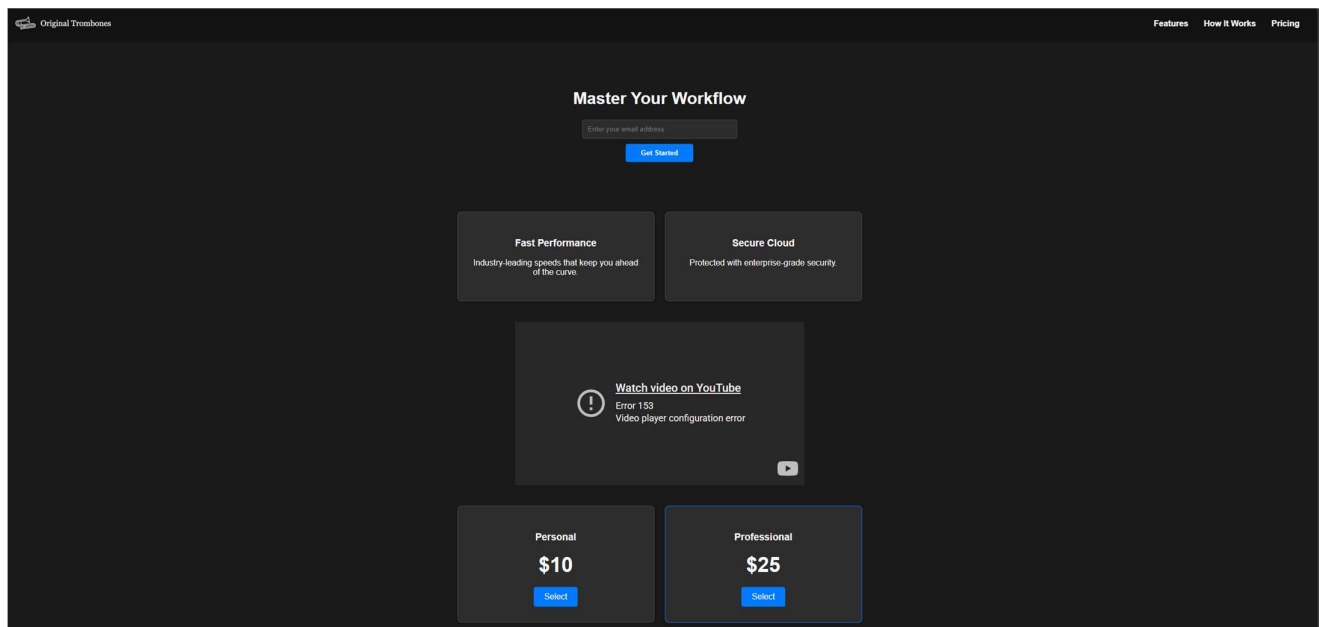 Original Trombones
Features How It Works Pricing
Master Your Workflow
Enter your email address
Get Started
Fast Performance
Industry-leading speeds that keep you ahead
of the curve.
Secure Cloud
Protected with enterprise-grade security.
Watch video on YouTube
Error 153
Video player configuration error
Personal
$10
Select
Professional
$25
Select